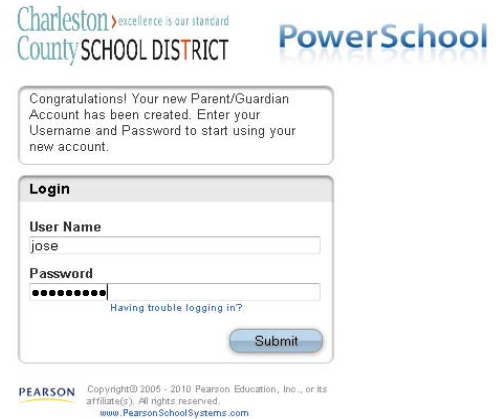 Charleston > excellence is our standard
County SCHOOL DISTRICT
PowerSchool
Congratulations! Your new Parent/Guardian
Account has been created. Enter your
Username and Password to start using your
new account.
Login
User Name
jose
Password
●●●●●●●●●
Having trouble logging in?
Submit
PEARSON
Copyright© 2005 - 2010 Pearson Education, Inc., or its
affiliate(s). All rights reserved.
www.PearsonSchoolSystems.com